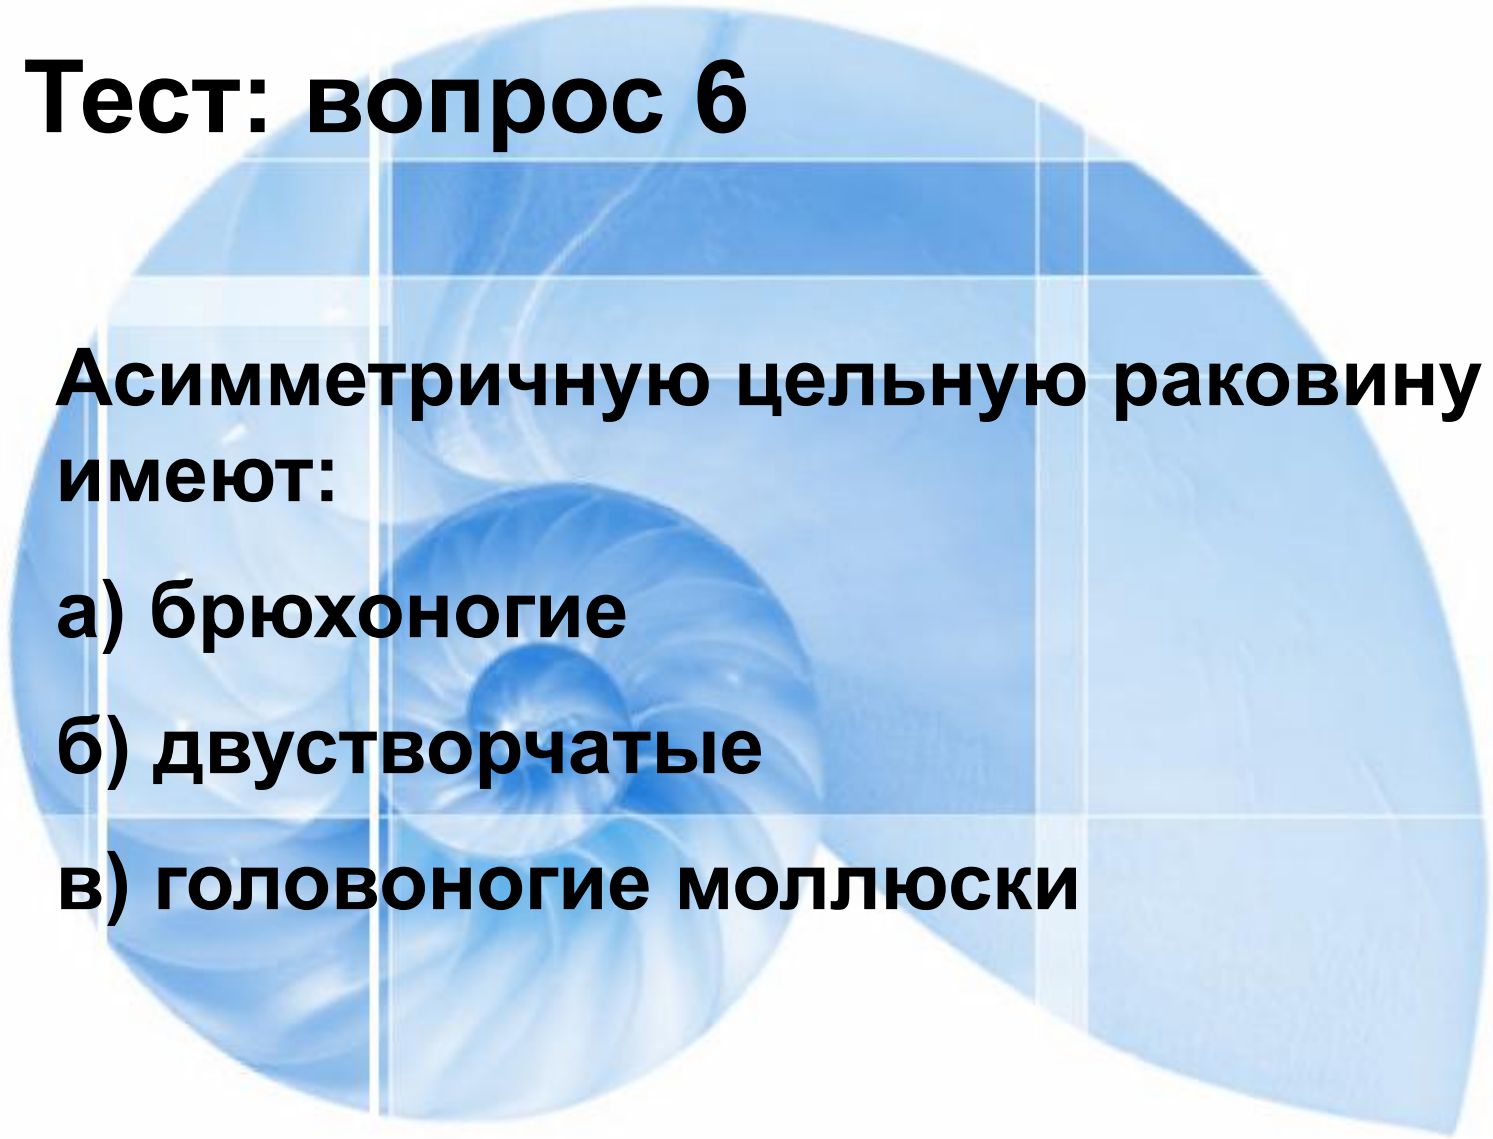 Тест: вопрос 6
Асимметричную цельную раковину
имеют:
а) брюхоногие
б) двустворчатые
в) головоногие моллюски